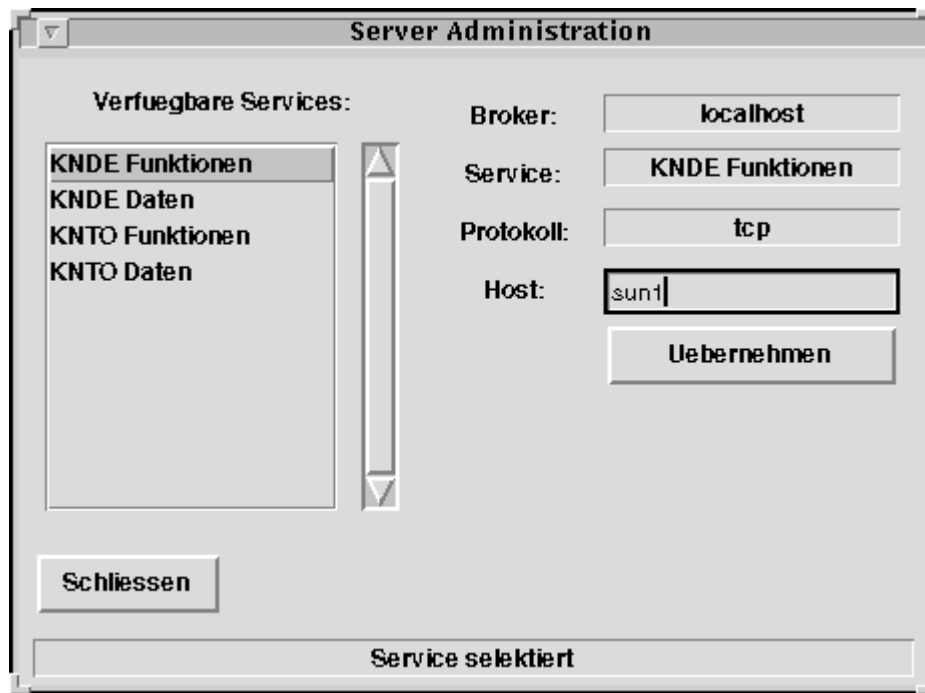 Server Administration
Verfuegbare Services:
KNDE Funktionen
KNDE Daten
KNTO Funktionen
KNTO Daten
Broker: localhost
Service: KNDE Funktionen
Protokoll: tcp
Host: sun1
Uebernehmen
Schliessen
Service selektiert